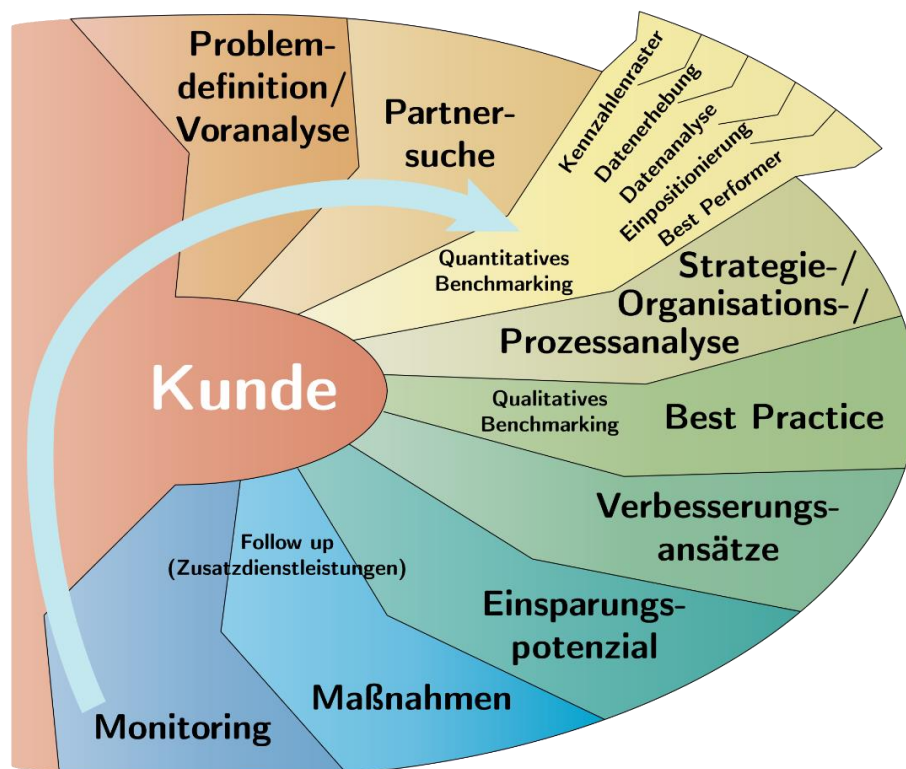 Problem-
definition/
Voranalyse
Partner-
suche
Kennzahlenraster
Datenerhebung
Datenanalyse
Einpositionierung
Best Performer
Quantitatives
Benchmarking
Strategie-/
Organisations-/
Prozessanalyse
Kunde
Qualitatives
Benchmarking
Best Practice
Verbesserungs-
ansätze
Einsparungs-
potenzial
Follow up
(Zusatzdienstleistungen)
Maßnahmen
Monitoring